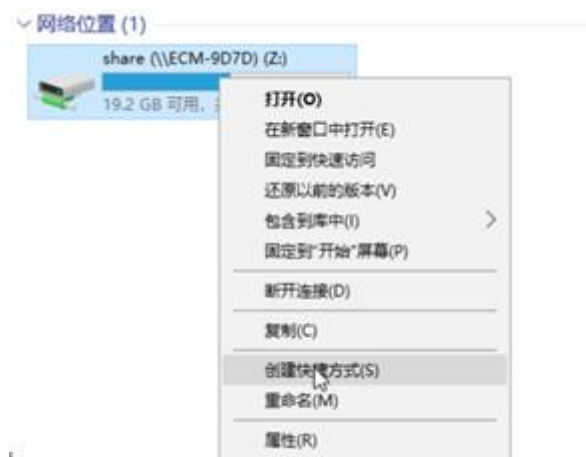 网络位置 (1)
share (\\ECM-9D7D) (Z:)
19.2 GB 可用,
打开(O)
在新窗口中打开(E)
固定到快速访问
还原以前的版本(V)
包含到库中(I)
固定到"开始"屏幕(P)
断开连接(D)
复制(C)
创建快捷方式(S)
重命名(M)
属性(R)